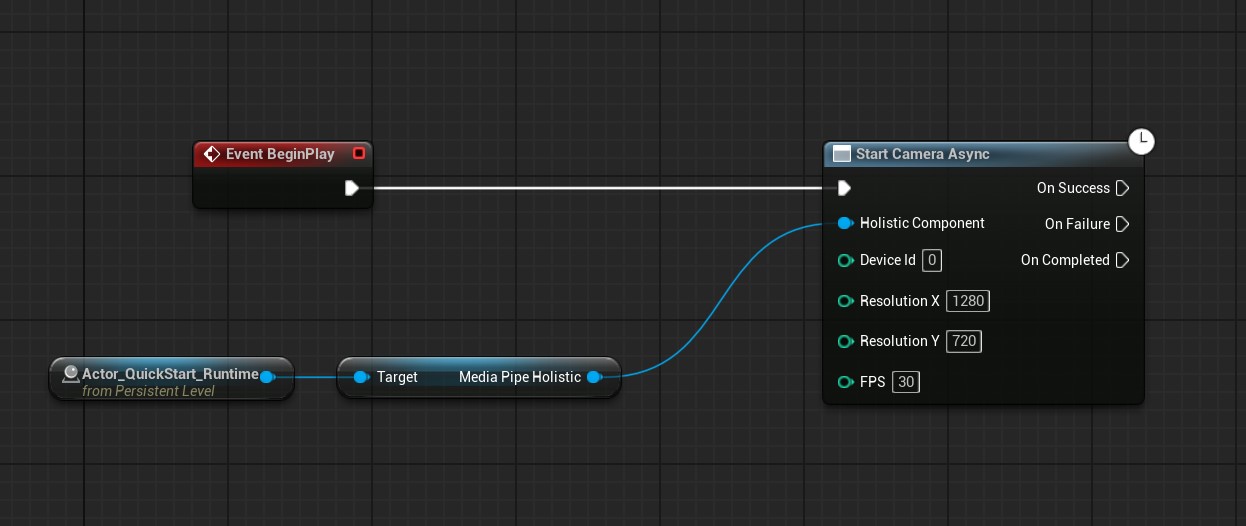 Event BeginPlay
Start Camera Async
On Success
Holistic Component
On Failure
Device Id 0
On Completed
Resolution X 1280
Resolution Y 720
FPS 30
Actor_QuickStart_Runtime
from Persistent Level
Target
Media Pipe Holistic